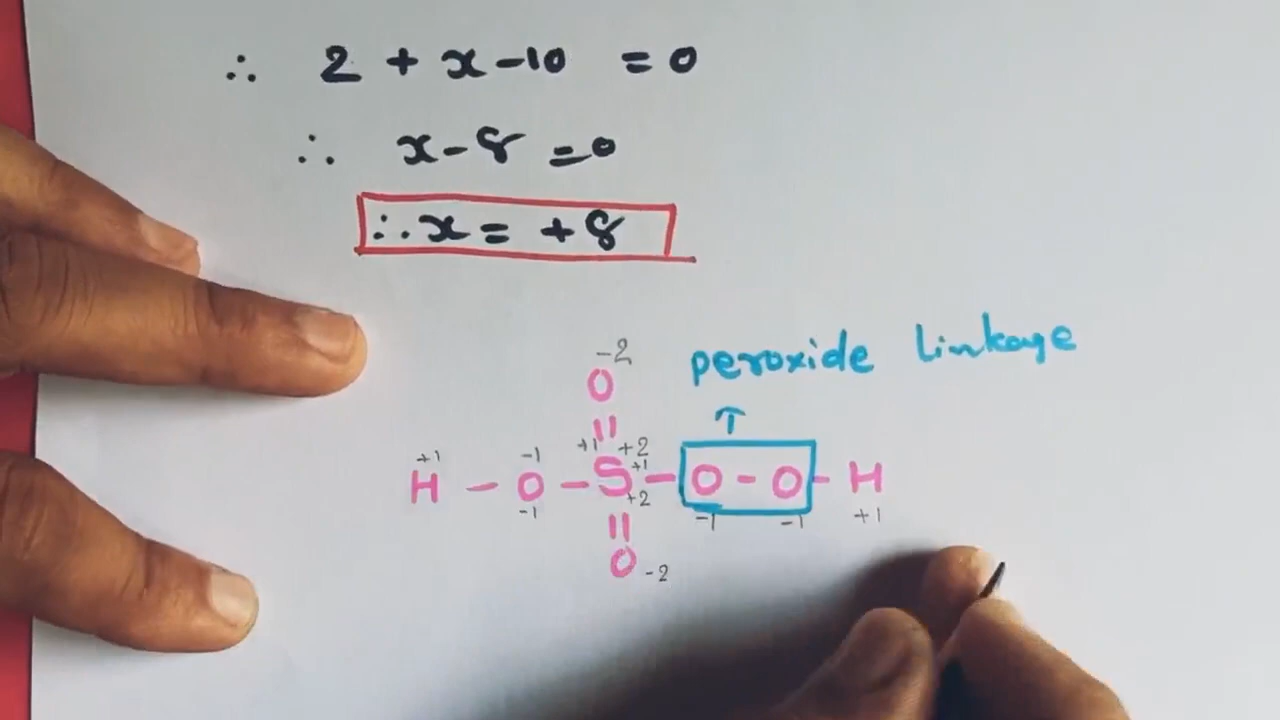 ∴ 2 + x - 10 = 0
∴ x - 8 = 0
∴ x = + 8
peroxide linkage
-2
O
↑
|| +1 +2
+1 -1 +1
H - O - S - O - O - H
-1 +2 -1 -1 +1
||
O -2